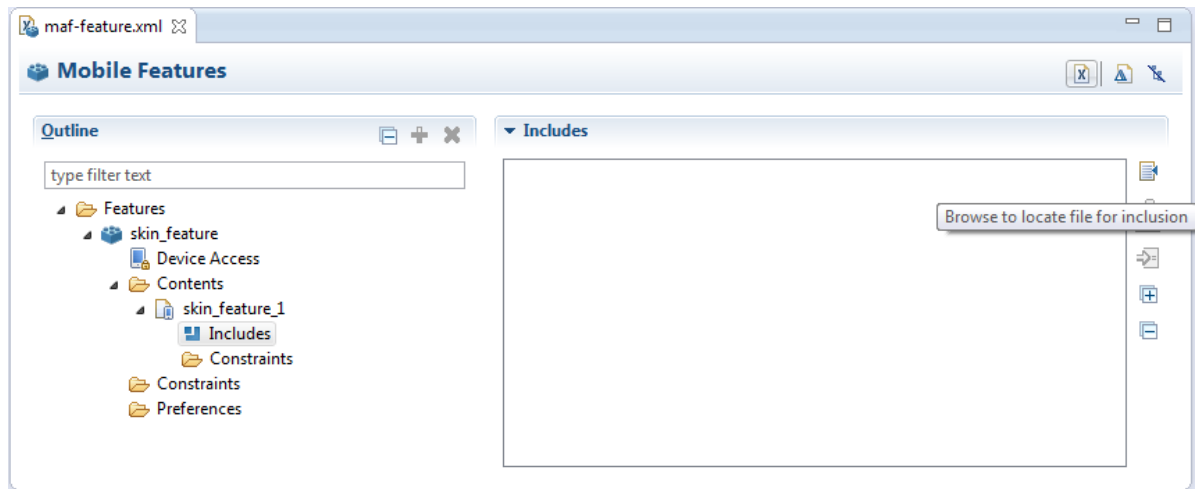 maf-feature.xml
Mobile Features
Outline
Includes
type filter text
Browse to locate file for inclusion
Features
skin_feature
Device Access
Contents
skin_feature_1
Includes
Constraints
Constraints
Preferences